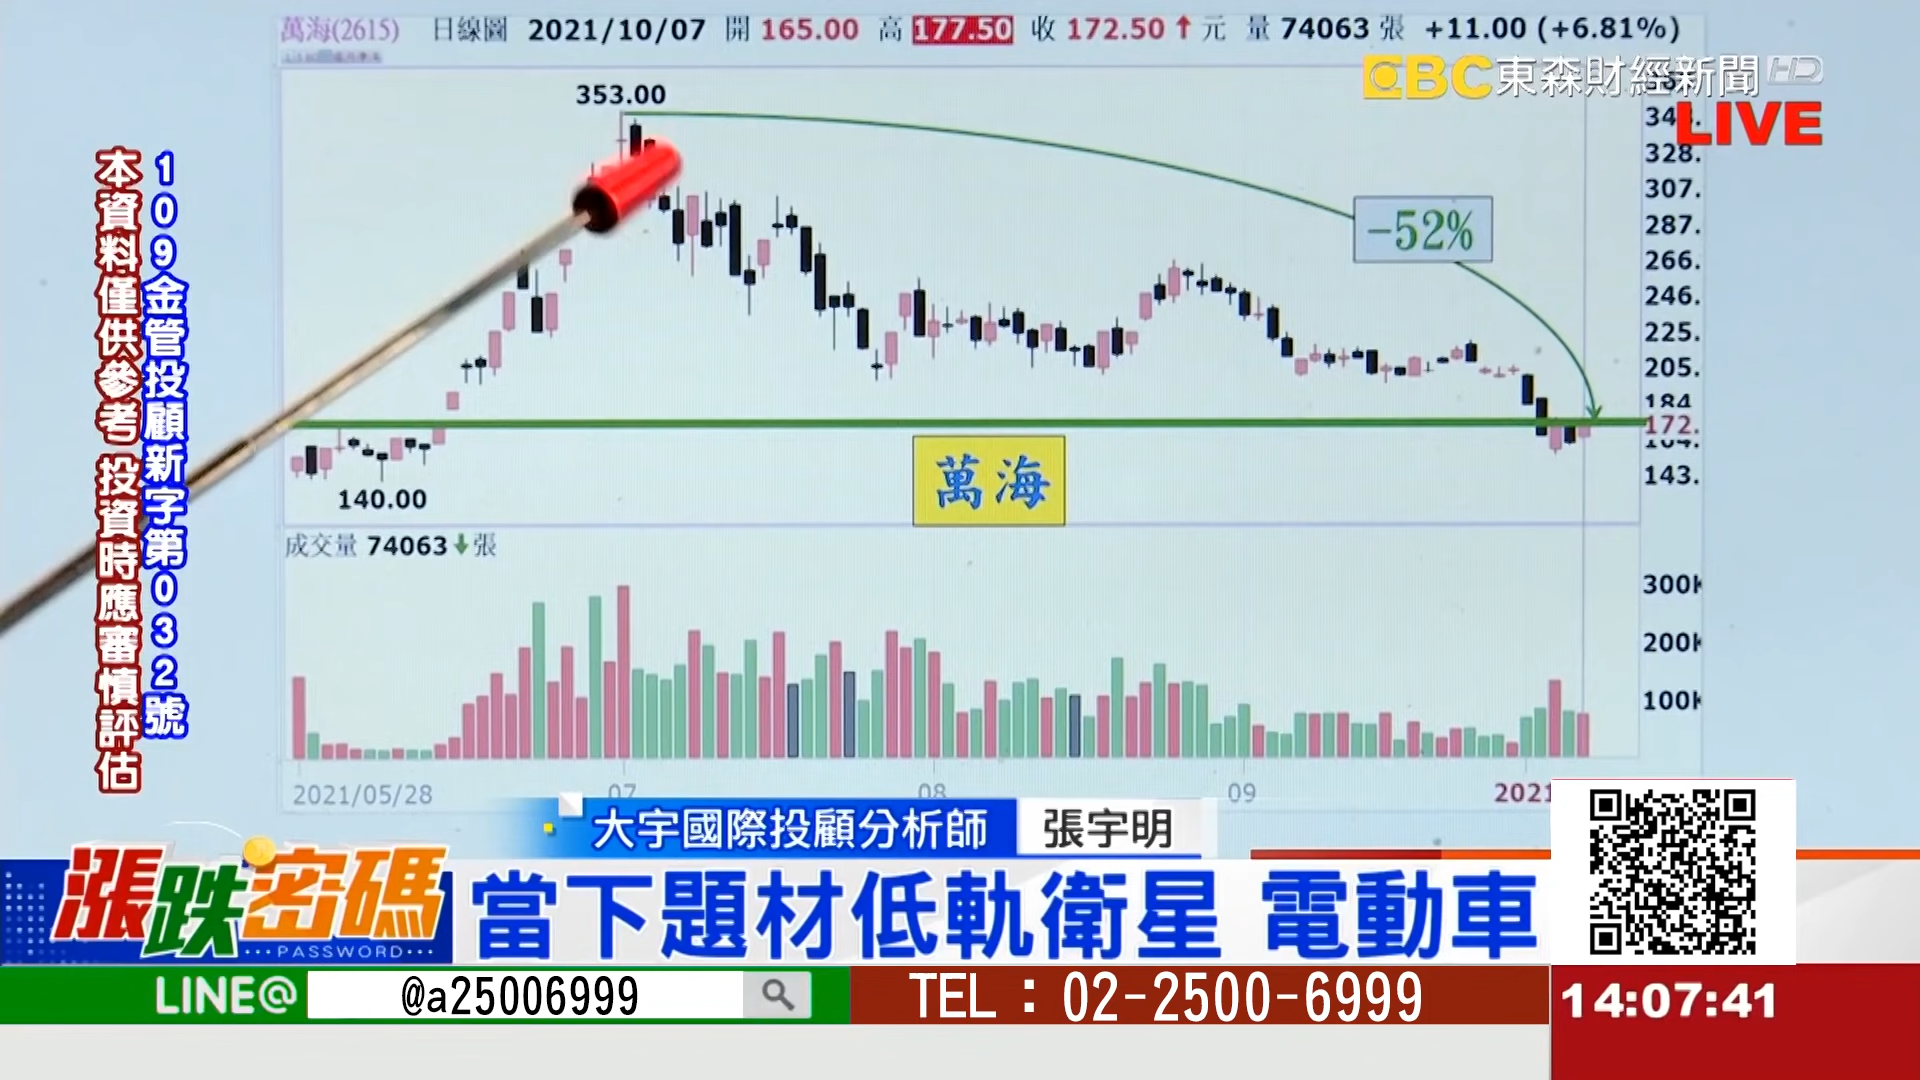 萬海(2615) 日線圖 2021/10/07 開 165.00 高 177.50 收 172.50↑元 量 74063 張 +11.00 (+6.81%)
EBC東森財經新聞HD
LIVE
353.00
-52%
328.
307.
287.
266.
246.
225.
205.
184
172.
143.
140.00
萬海
成交量 74063↓張
300K
200K
100K
2021/05/28 07 08 09 2021
109金管投顧新字第032號
本資料僅供參考 投資時應審慎評估
大宇國際投顧分析師 張宇明
漲跌密碼
PASSWORD
當下題材低軌衛星 電動車
LINE@ @a25006999
TEL：02-2500-6999
14:07:41